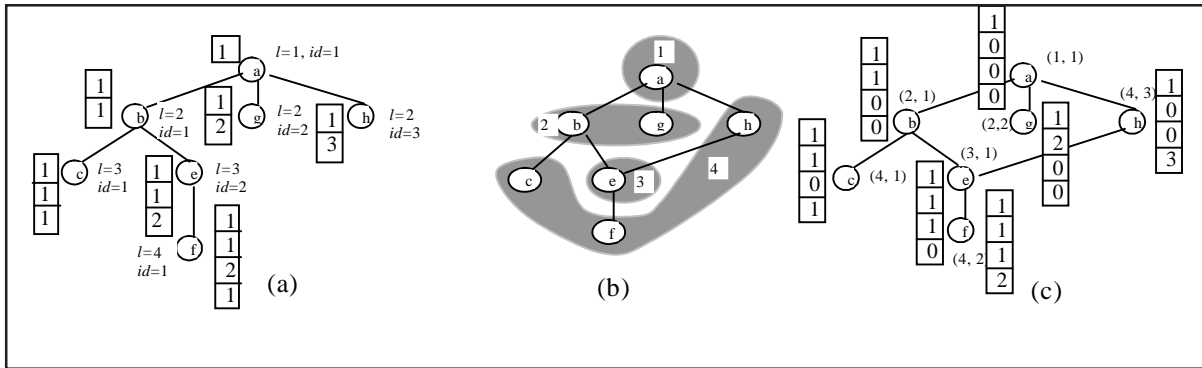 1
l=1, id=1
a
1
1
b
l=2
id=1
1
2
g
l=2
id=2
1
3
h
l=2
id=3
1
1
1
c
l=3
id=1
1
1
2
e
l=3
id=2
f
l=4
id=1
1
1
2
1
(a)
1
a
2
b
g
h
c
e
3
4
f
(b)
1
0
0
0
a
(1, 1)
1
1
0
0
b
(2, 1)
g
(2,2)
1
2
0
0
h
(4, 3)
1
0
0
3
1
1
0
1
c
(4, 1)
e
(3, 1)
1
1
1
0
f
(4, 2
1
1
1
2
(c)